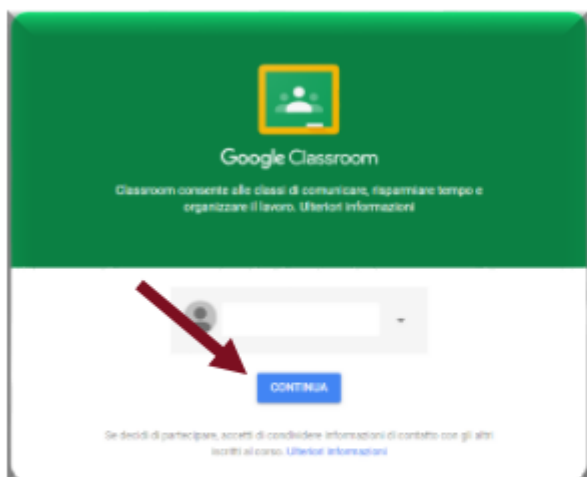 Google Classroom
Classroom consente alle classi di comunicare, risparmiare tempo e
organizzare il lavoro. Ulteriori informazioni
CONTINUA
Se decidi di partecipare, accetti di condividere informazioni di contatto con gli altri
iscritti al corso. Ulteriori informazioni